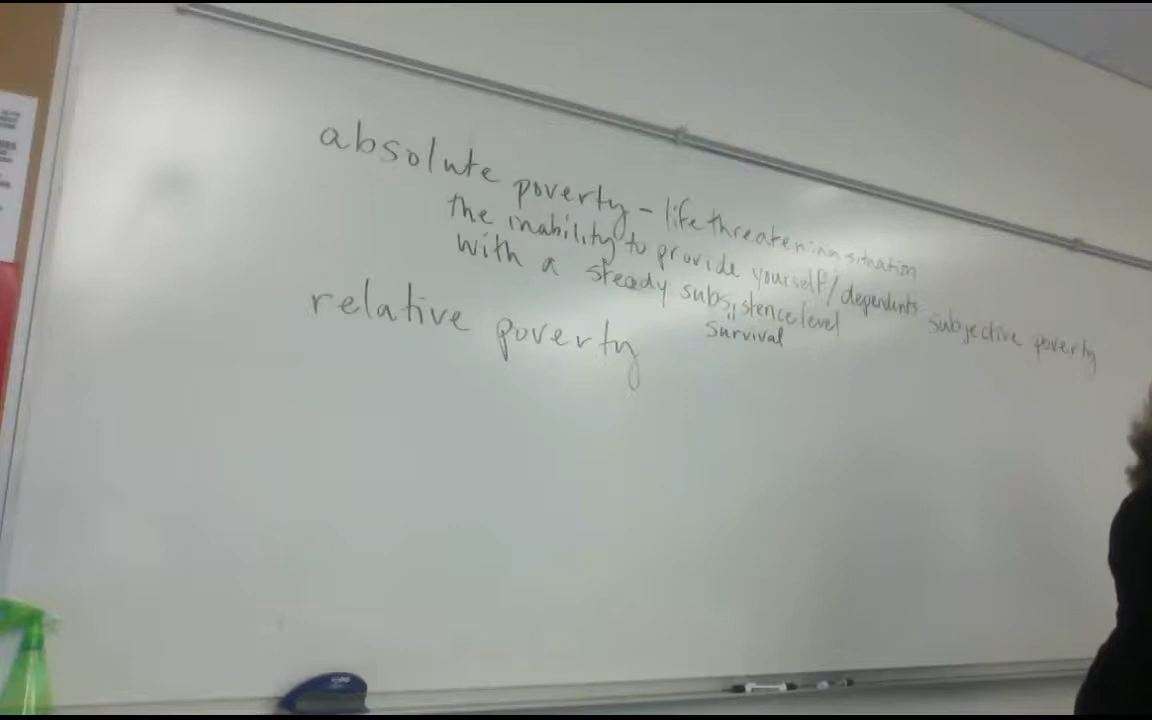 absolute poverty - life threatening situation
the inability to provide yourself/dependents
with a steady subsistence level
"
survival
subjective poverty
relative poverty